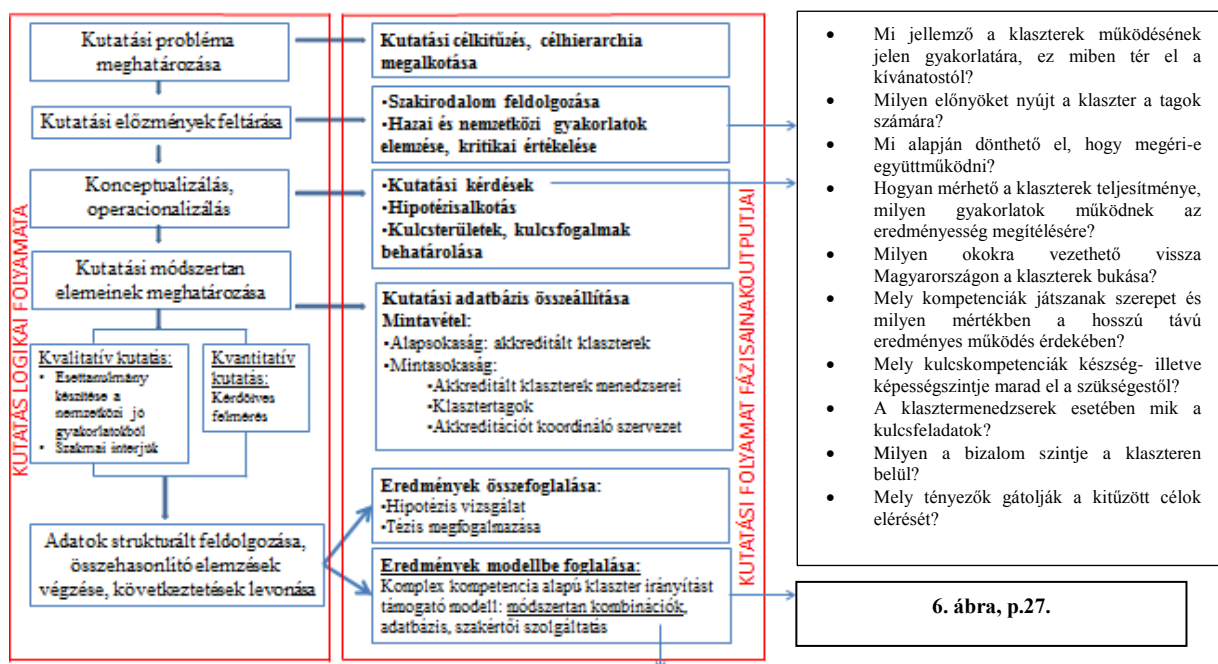 KUTATÁS LOGIKAI FOLYAMATA
Kutatási probléma
meghatározása
Kutatási előzmények feltárása
Konceptualizálás,
operacionalizálás
Kutatási módszertan
elemeinek meghatározása
Kvalitatív kutatás:
• Esettanulmány
készítése a
nemzetközi jó
gyakorlatokból
• Szakmai interjúk
Kvantitatív
kutatás:
Kérdőíves
felmérés
Adatok strukturált feldolgozása,
összehasonlító elemzések
végzése, következtetések levonása
Kutatási célkitűzés, célhierarchia
megalkotása
•Szakirodalom feldolgozása
•Hazai és nemzetközi gyakorlatok
elemzése, kritikai értékelése
•Kutatási kérdések
•Hipotézisalkotás
•Kulcsterületek, kulcsfogalmak
behatárolása
Kutatási adatbázis összeállítása
Mintavétel:
•Alapsokaság: akkreditált klaszterek
•Mintasokaság:
•Akkreditált klaszterek menedzserei
•Klasztertagok
•Akkreditációt koordináló szervezet
Eredmények összefoglalása:
•Hipotézis vizsgálat
•Tézis megfogalmazása
Eredmények modellbe foglalása:
Komplex kompetencia alapú klaszter irányítást
támogató modell: módszertan kombinációk,
adatbázis, szakértői szolgáltatás
KUTATÁSI FOLYAMAT FÁZISAINAKOUTPUTJAI
• Mi jellemző a klaszterek működésének
jelen gyakorlatára, ez miben tér el a
kívánatostól?
• Milyen előnyöket nyújt a klaszter a tagok
számára?
• Mi alapján dönthető el, hogy megéri-e
együttműködni?
• Hogyan mérhető a klaszterek teljesítménye,
milyen gyakorlatok működnek az
eredményesség megítélésére?
• Milyen okokra vezethető vissza
Magyarországon a klaszterek bukása?
• Mely kompetenciák játszanak szerepet és
milyen mértékben a hosszú távú
eredményes működés érdekében?
• Mely kulcskompetenciák készség- illetve
képességszintje marad el a szükségestől?
• A klasztermenedzserek esetében mik a
kulcsfeladatok?
• Milyen a bizalom szintje a klaszteren
belül?
• Mely tényezők gátolják a kitűzött célok
elérését?
6. ábra, p.27.